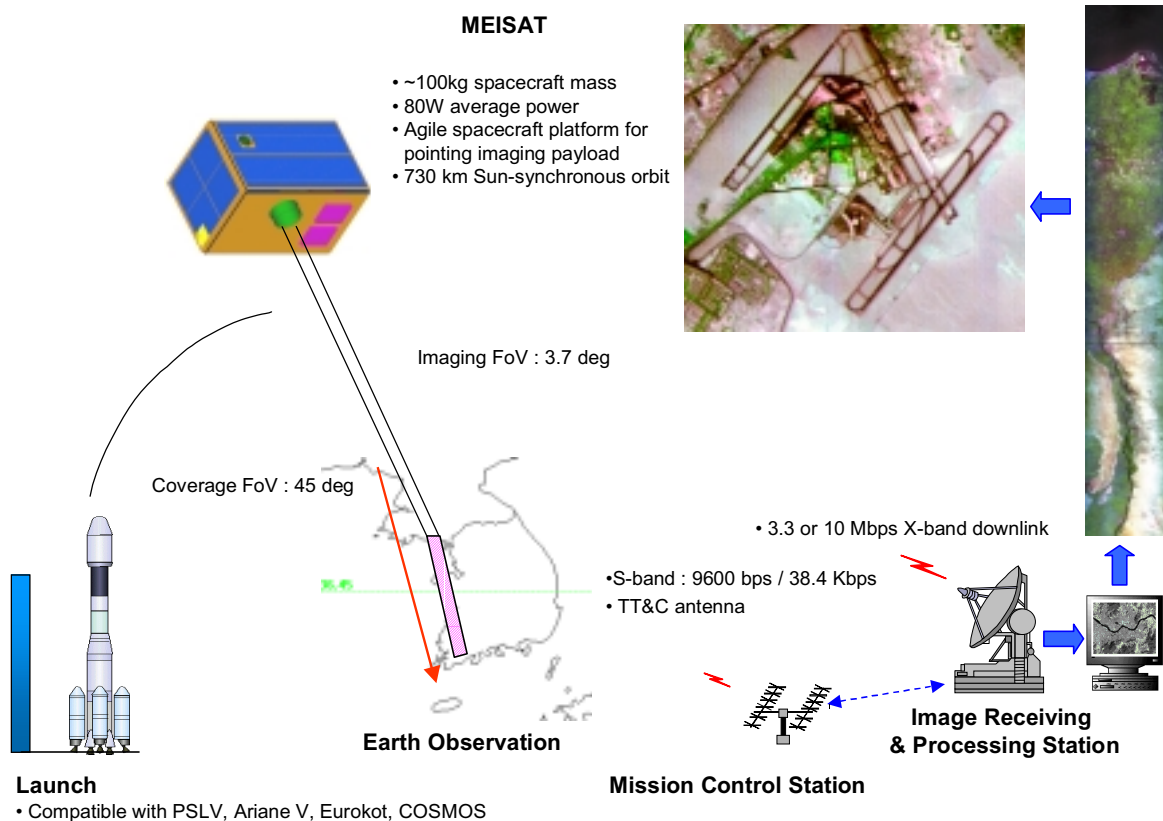 MEISAT
• ~100kg spacecraft mass
• 80W average power
• Agile spacecraft platform for
pointing imaging payload
• 730 km Sun-synchronous orbit
Imaging FoV : 3.7 deg
Coverage FoV : 45 deg
• 3.3 or 10 Mbps X-band downlink
•S-band : 9600 bps / 38.4 Kbps
• TT&C antenna
Earth Observation
Image Receiving
& Processing Station
Launch
Mission Control Station
• Compatible with PSLV, Ariane V, Eurokot, COSMOS